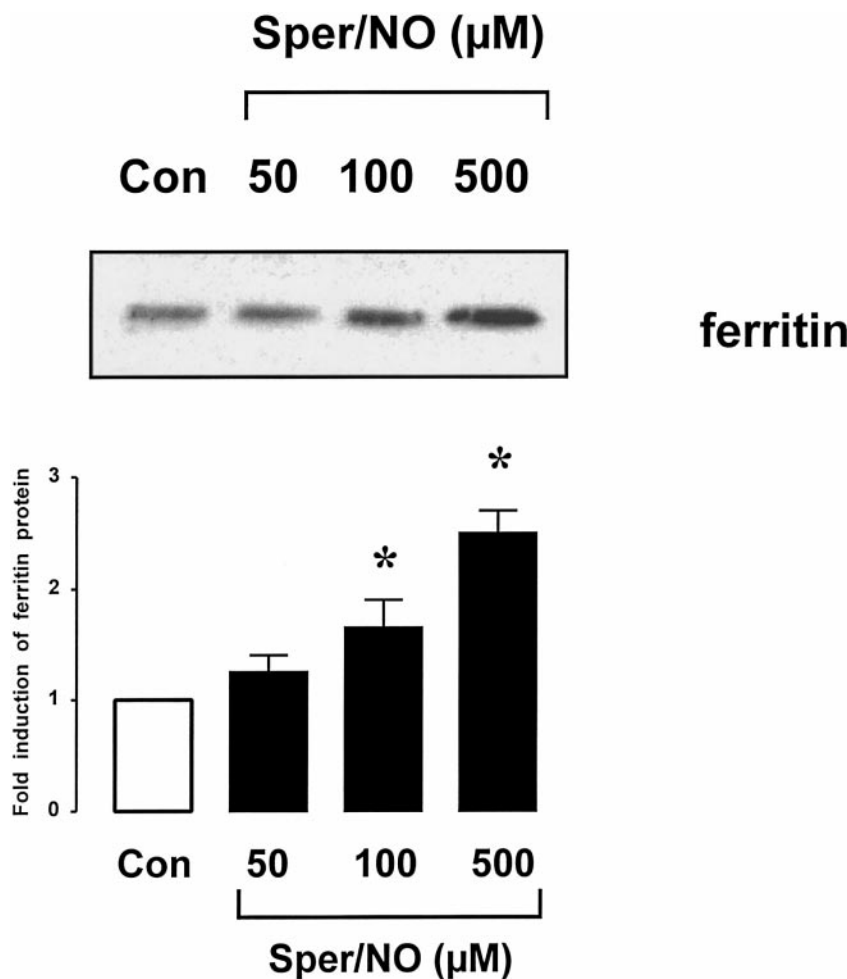 Sper/NO (µM)
Con 50 100 500
ferritin
Fold induction of ferritin protein
3
*
2
*
1
0
Con 50 100 500
Sper/NO (µM)